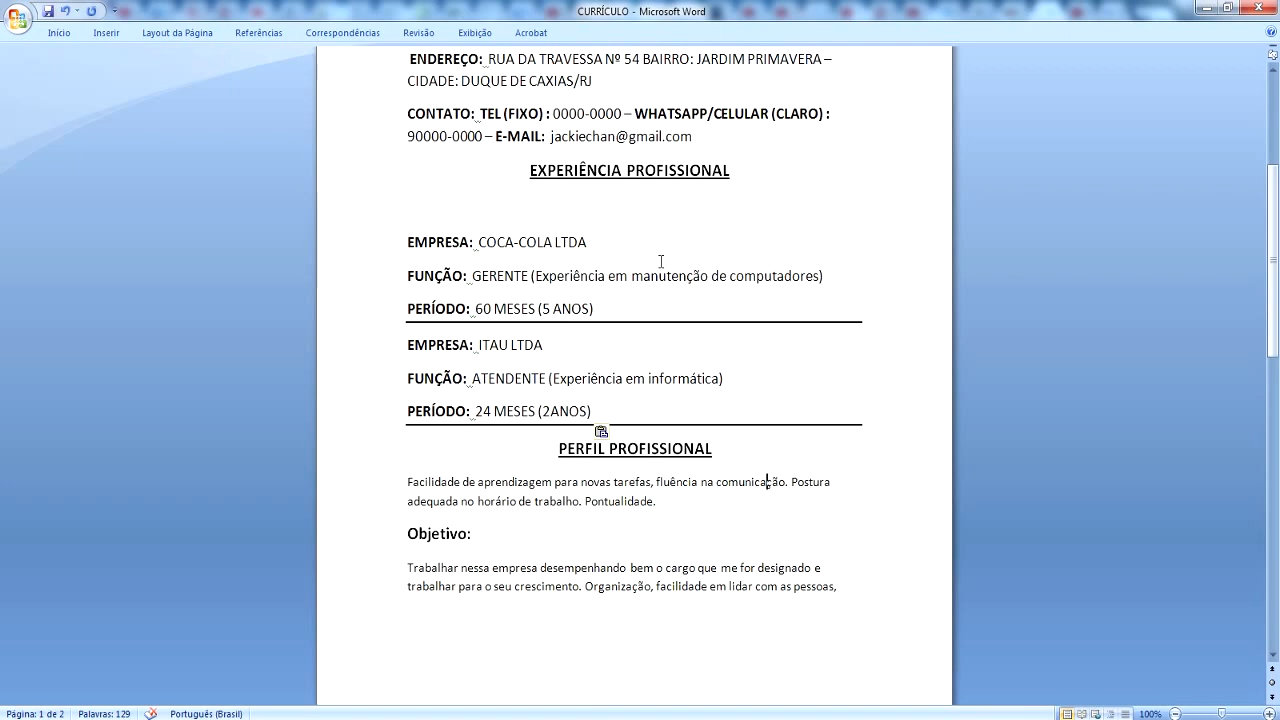 CURRÍCULO - Microsoft Word
Início Inserir Layout da Página Referências Correspondências Revisão Exibição Acrobat
ENDEREÇO: RUA DA TRAVESSA Nº 54 BAIRRO: JARDIM PRIMAVERA –
CIDADE: DUQUE DE CAXIAS/RJ
CONTATO: TEL (FIXO) : 0000-0000 – WHATSAPP/CELULAR (CLARO) :
90000-0000 – E-MAIL: jackiechan@gmail.com
EXPERIÊNCIA PROFISSIONAL
EMPRESA: COCA-COLA LTDA
FUNÇÃO: GERENTE (Experiência em manutenção de computadores)
PERÍODO: 60 MESES (5 ANOS)
EMPRESA: ITAU LTDA
FUNÇÃO: ATENDENTE (Experiência em informática)
PERÍODO: 24 MESES (2ANOS)
PERFIL PROFISSIONAL
Facilidade de aprendizagem para novas tarefas, fluência na comunicação. Postura
adequada no horário de trabalho. Pontualidade.
Objetivo:
Trabalhar nessa empresa desempenhando bem o cargo que me for designado e
trabalhar para o seu crescimento. Organização, facilidade em lidar com as pessoas,
Página: 1 de 2 Palavras: 129 Português (Brasil) 100%